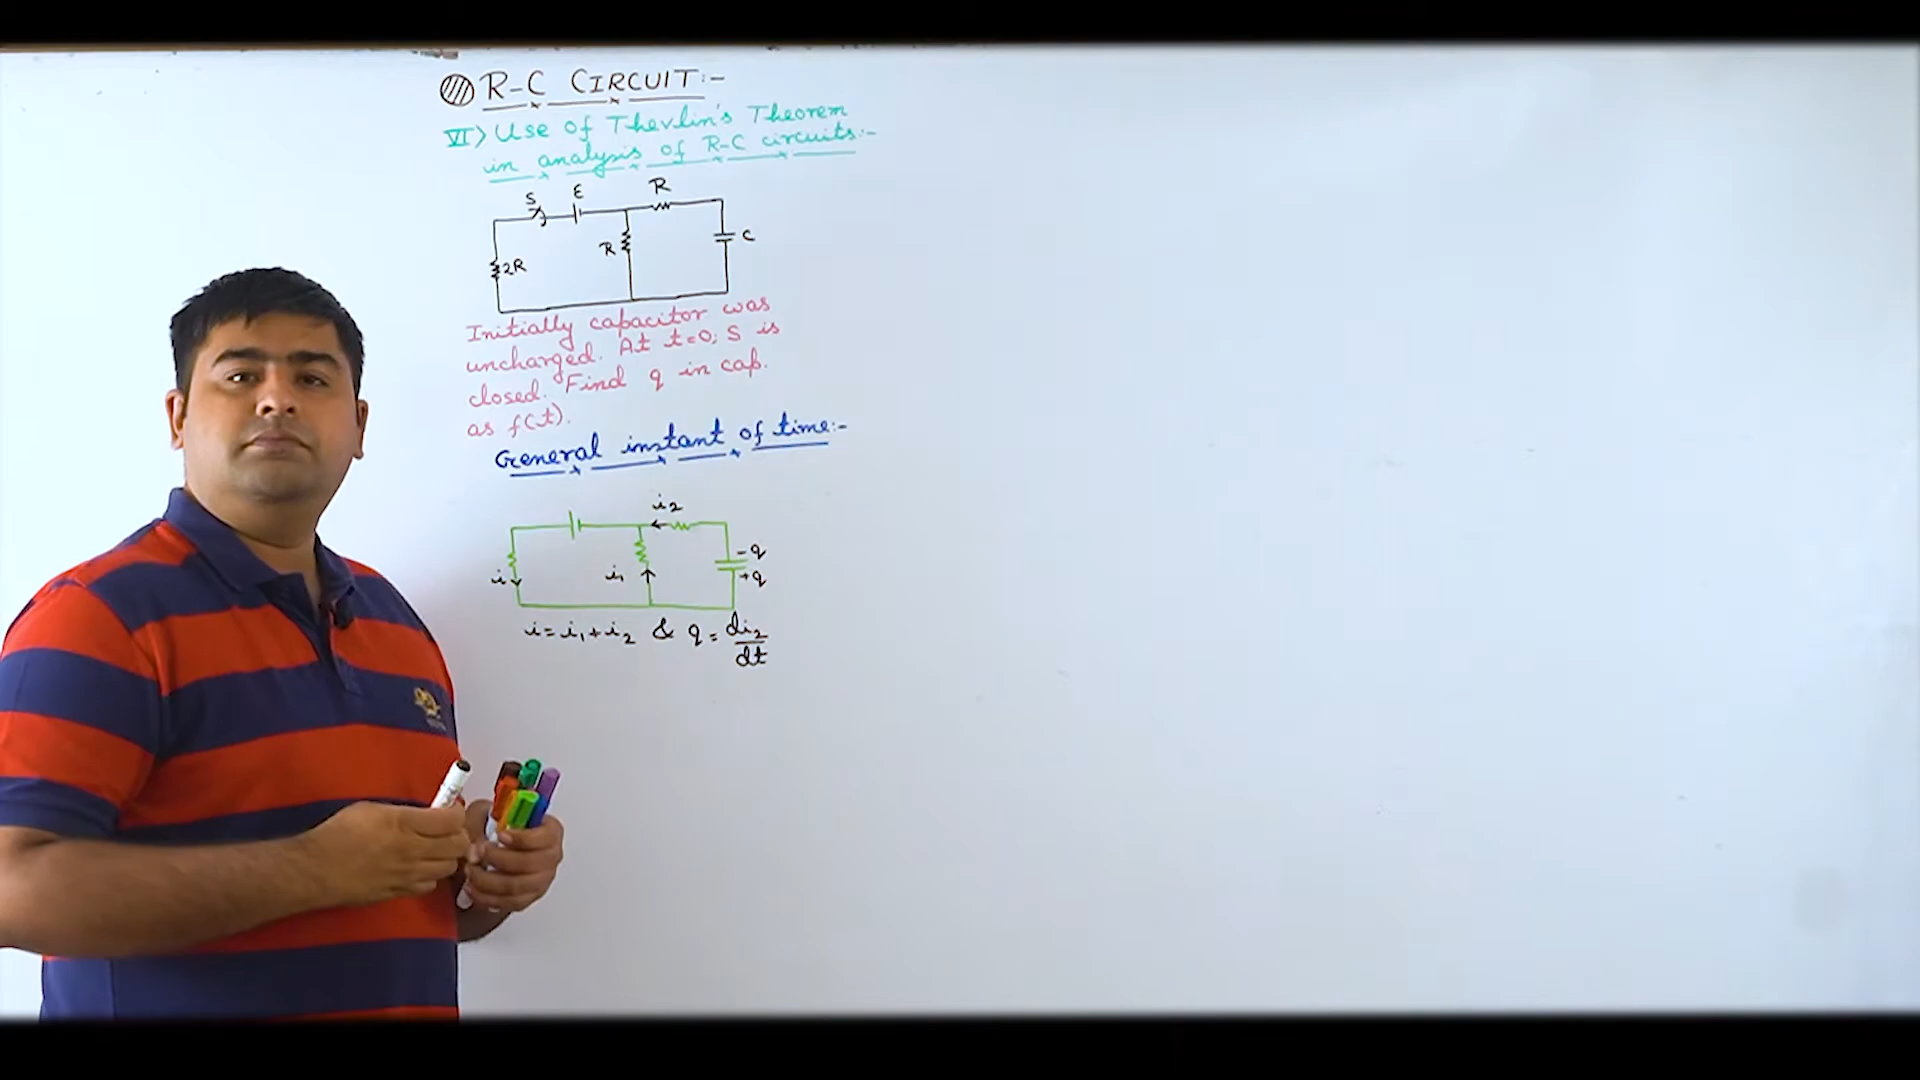 R-C CIRCUIT:-
VI> Use of Thevlin's Theorem
in analysis of R-C circuits:-
S
E
R
R
C
2R
Initially capacitor was
uncharged. At t=0; S is
closed. Find q in cap.
as f(t).
General instant of time:-
i2
-q
i
i1
+q
i=i1+i2 & q = di2/dt